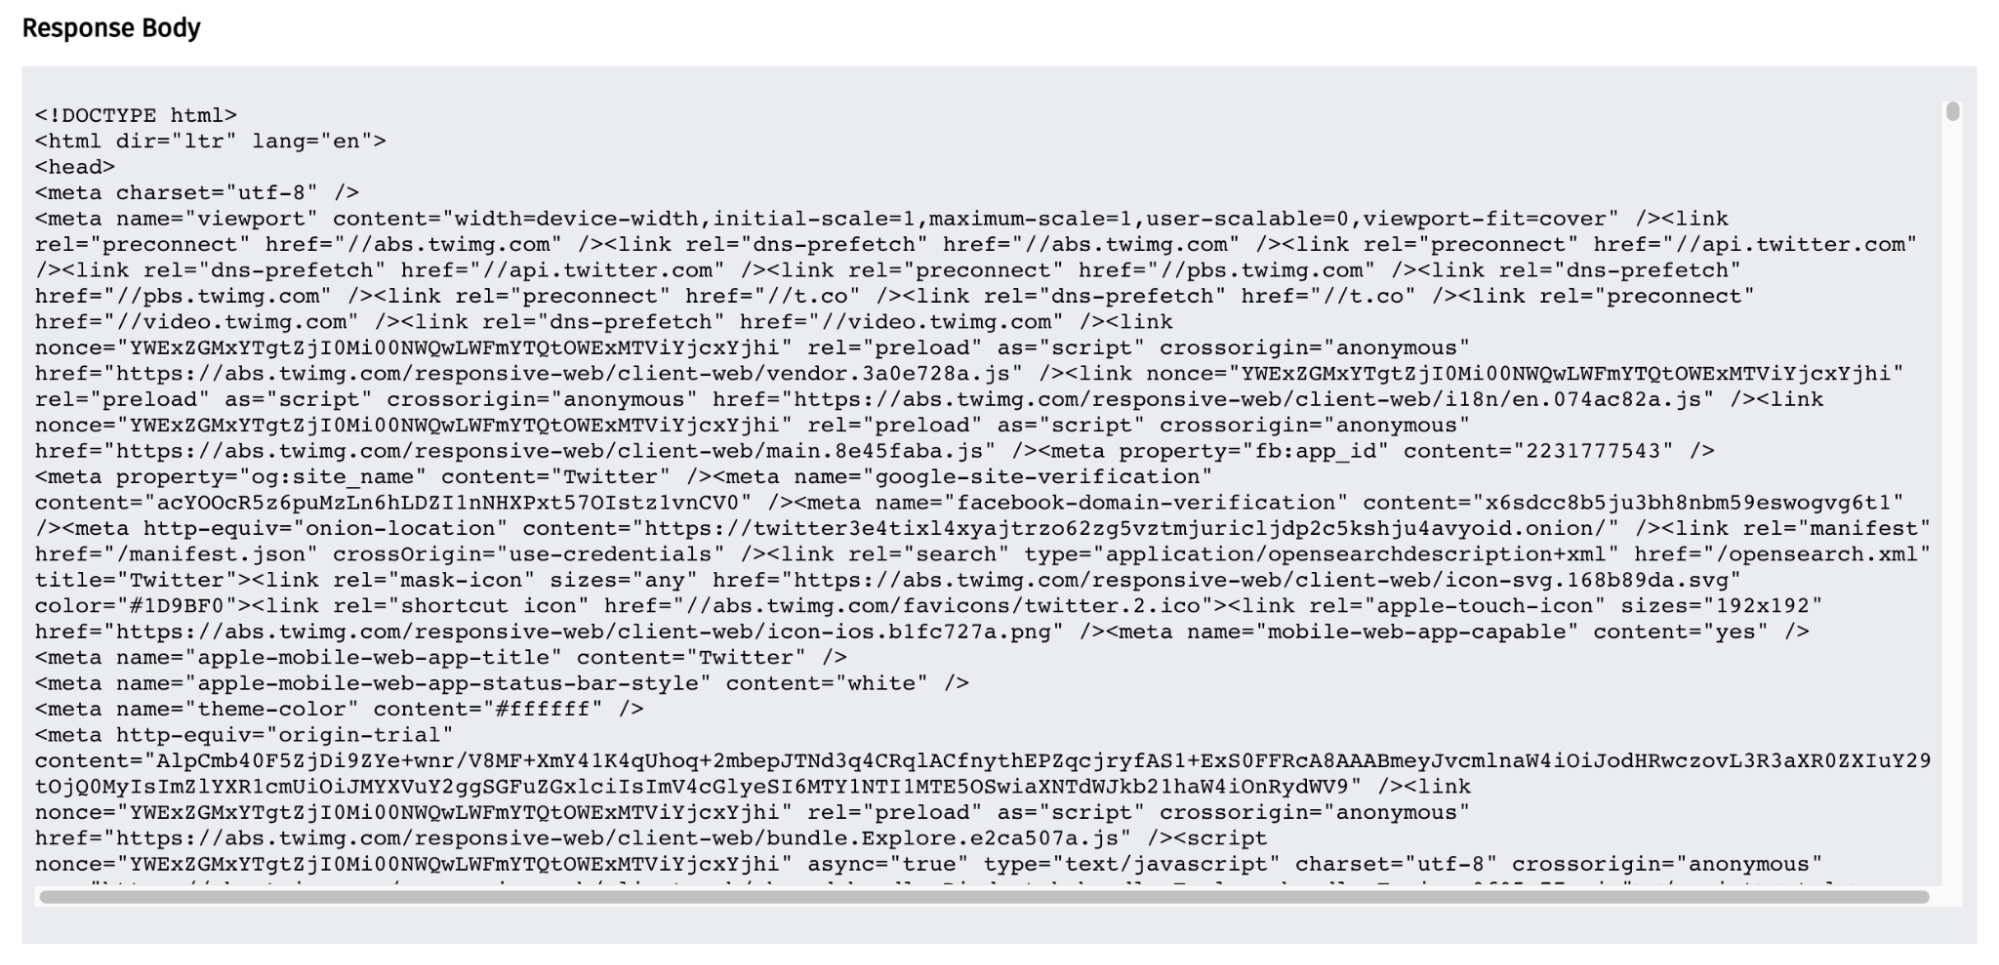 Response Body
<!DOCTYPE html>
<html dir="ltr" lang="en">
<head>
<meta charset="utf-8" />
<meta name="viewport" content="width=device-width,initial-scale=1,maximum-scale=1,user-scalable=0,viewport-fit=cover" /><link
rel="preconnect" href="//abs.twimg.com" /><link rel="dns-prefetch" href="//abs.twimg.com" /><link rel="preconnect" href="//api.twitter.com"
/><link rel="dns-prefetch" href="//api.twitter.com" /><link rel="preconnect" href="//pbs.twimg.com" /><link rel="dns-prefetch"
href="//pbs.twimg.com" /><link rel="preconnect" href="//t.co" /><link rel="dns-prefetch" href="//t.co" /><link rel="preconnect"
href="//video.twimg.com" /><link rel="dns-prefetch" href="//video.twimg.com" /><link
nonce="YWExZGMxYTgtZjI0Mi00NWQwLWFmYTQtOWExMTViYjcxYjhi" rel="preload" as="script" crossorigin="anonymous"
href="https://abs.twimg.com/responsive-web/client-web/vendor.3a0e728a.js" /><link nonce="YWExZGMxYTgtZjI0Mi00NWQwLWFmYTQtOWExMTViYjcxYjhi"
rel="preload" as="script" crossorigin="anonymous" href="https://abs.twimg.com/responsive-web/client-web/i18n/en.074ac82a.js" /><link
nonce="YWExZGMxYTgtZjI0Mi00NWQwLWFmYTQtOWExMTViYjcxYjhi" rel="preload" as="script" crossorigin="anonymous"
href="https://abs.twimg.com/responsive-web/client-web/main.8e45faba.js" /><meta property="fb:app_id" content="2231777543" />
<meta property="og:site_name" content="Twitter" /><meta name="google-site-verification"
content="acYOOcR5z6puMzLn6hLDZI1nNHXPxt57OIstz1vnCV0" /><meta name="facebook-domain-verification" content="x6sdcc8b5ju3bh8nbm59eswogvg6t1"
/><meta http-equiv="onion-location" content="https://twitter3e4tixl4xyajtrzo62zg5vztmjuricljdp2c5kshju4avyoid.onion/" /><link rel="manifest"
href="/manifest.json" crossOrigin="use-credentials" /><link rel="search" type="application/opensearchdescription+xml" href="/opensearch.xml"
title="Twitter"><link rel="mask-icon" sizes="any" href="https://abs.twimg.com/responsive-web/client-web/icon-svg.168b89da.svg"
color="#1D9BF0"><link rel="shortcut icon" href="//abs.twimg.com/favicons/twitter.2.ico"><link rel="apple-touch-icon" sizes="192x192"
href="https://abs.twimg.com/responsive-web/client-web/icon-ios.b1fc727a.png" /><meta name="mobile-web-app-capable" content="yes" />
<meta name="apple-mobile-web-app-title" content="Twitter" />
<meta name="apple-mobile-web-app-status-bar-style" content="white" />
<meta name="theme-color" content="#ffffff" />
<meta http-equiv="origin-trial"
content="AlpCmb40F5ZjDi9ZYe+wnr/V8MF+XmY41K4qUhoq+2mbepJTNd3q4CRqlACfnythEPZqcjryfAS1+ExS0FFRcA8AAABmeyJvcmlnaW4iOiJodHRwczovL3R3aXR0ZXIuY29
tOjQ0MyIsImZlYXR1cmUiOiJMYXVuY2ggSGFuZGxlciIsImV4cGlyeSI6MTY1NTI1MTE5OSwiaXNTdWJkb21haW4iOnRydWV9" /><link
nonce="YWExZGMxYTgtZjI0Mi00NWQwLWFmYTQtOWExMTViYjcxYjhi" rel="preload" as="script" crossorigin="anonymous"
href="https://abs.twimg.com/responsive-web/client-web/bundle.Explore.e2ca507a.js" /><script
nonce="YWExZGMxYTgtZjI0Mi00NWQwLWFmYTQtOWExMTViYjcxYjhi" async="true" type="text/javascript" charset="utf-8" crossorigin="anonymous"